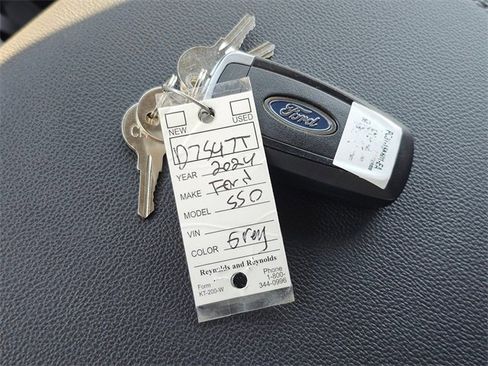 NEW USED
D7547T
YEAR 2024
MAKE Ford
MODEL 550
VIN
COLOR Grey
Reynolds and Reynolds
Form
KT-200-W
Phone
1-800-
344-0996
Ford